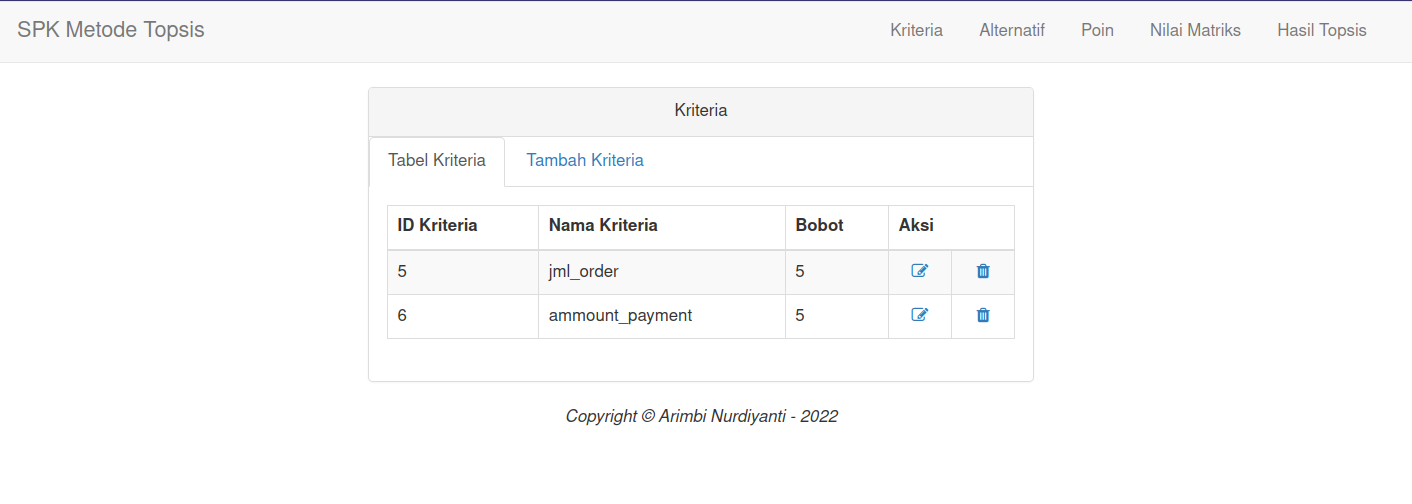 SPK Metode Topsis Kriteria Alternatif Poin Nilai Matriks Hasil Topsis
Kriteria
Tabel Kriteria Tambah Kriteria
ID Kriteria Nama Kriteria Bobot Aksi
5 jml_order 5
6 ammount_payment 5
Copyright © Arimbi Nurdiyanti - 2022